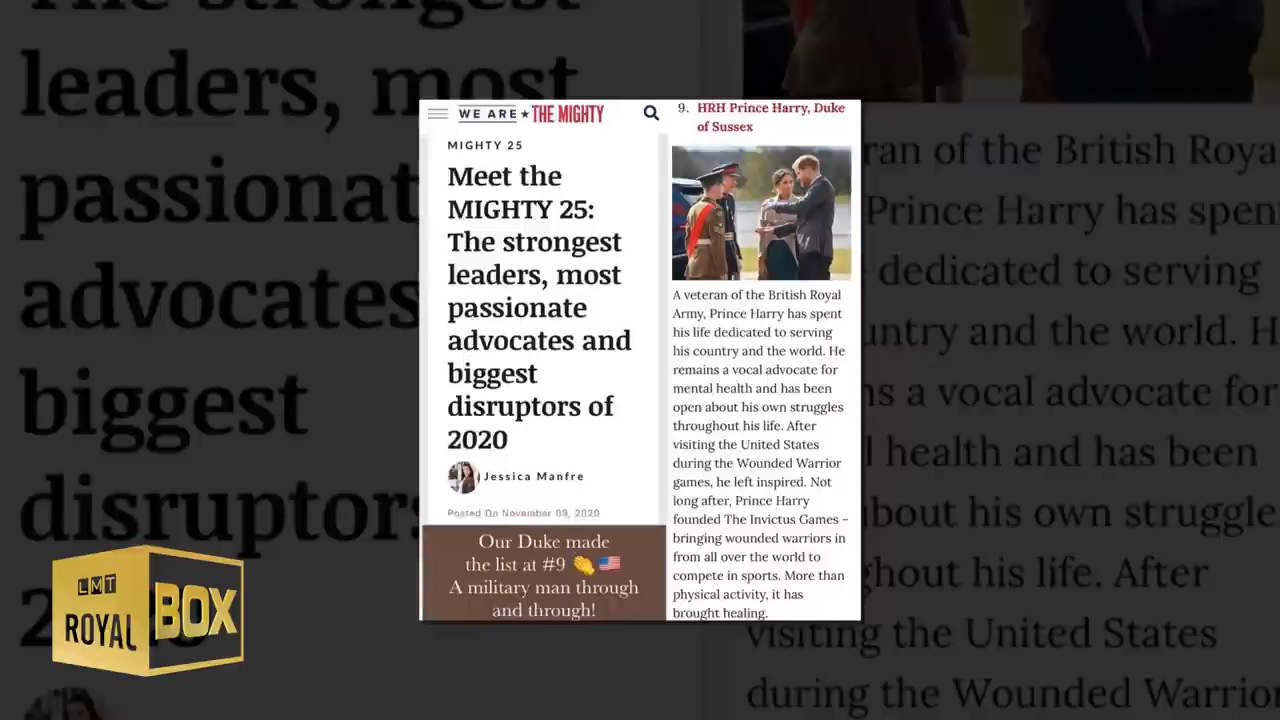 WE ARE ★ THE MIGHTY
MIGHTY 25
Meet the
MIGHTY 25:
The strongest
leaders, most
passionate
advocates and
biggest
disruptors of
2020
Jessica Manfre
Posted On November 09, 2020
Our Duke made
the list at #9 👏🇺🇸
A military man through
and through!
9. HRH Prince Harry, Duke
of Sussex
A veteran of the British Royal
Army, Prince Harry has spent
his life dedicated to serving
his country and the world. He
remains a vocal advocate for
mental health and has been
open about his own struggles
throughout his life. After
visiting the United States
during the Wounded Warrior
games, he left inspired. Not
long after, Prince Harry
founded The Invictus Games –
bringing wounded warriors in
from all over the world to
compete in sports. More than
physical activity, it has
brought healing.
The strongest
leaders, most
passionat
advocates
biggest
disruptors
2
ran of the British Roya
Prince Harry has spen
dedicated to serving
untry and the world. H
ns a vocal advocate for
l health and has been
bout his own struggle
ghout his life. After
visiting the United States
during the Wounded Warrior
LMT
ROYAL
BOX